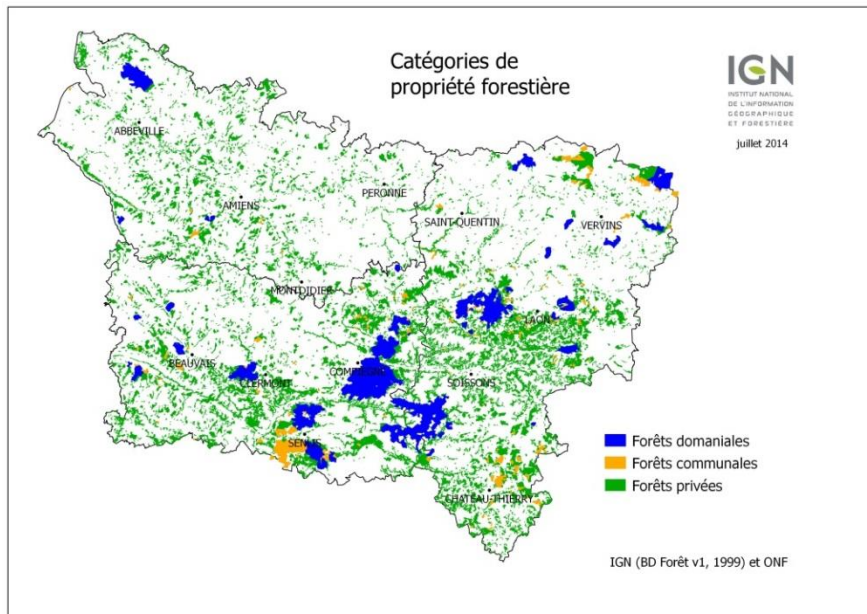 Catégories de
propriété forestière
IGN
INSTITUT NATIONAL
DE L'INFORMATION
GÉOGRAPHIQUE
ET FORESTIÈRE
juillet 2014
ABBEVILLE
AMIENS
PERONNE
SAINT-QUENTIN
VERVINS
MONTDIDIER
LAON
BEAUVAIS
CLERMONT
COMPIEGNE
SOISSONS
SENLIS
CHATEAU-THIERRY
Forêts domaniales
Forêts communales
Forêts privées
IGN (BD Forêt v1, 1999) et ONF